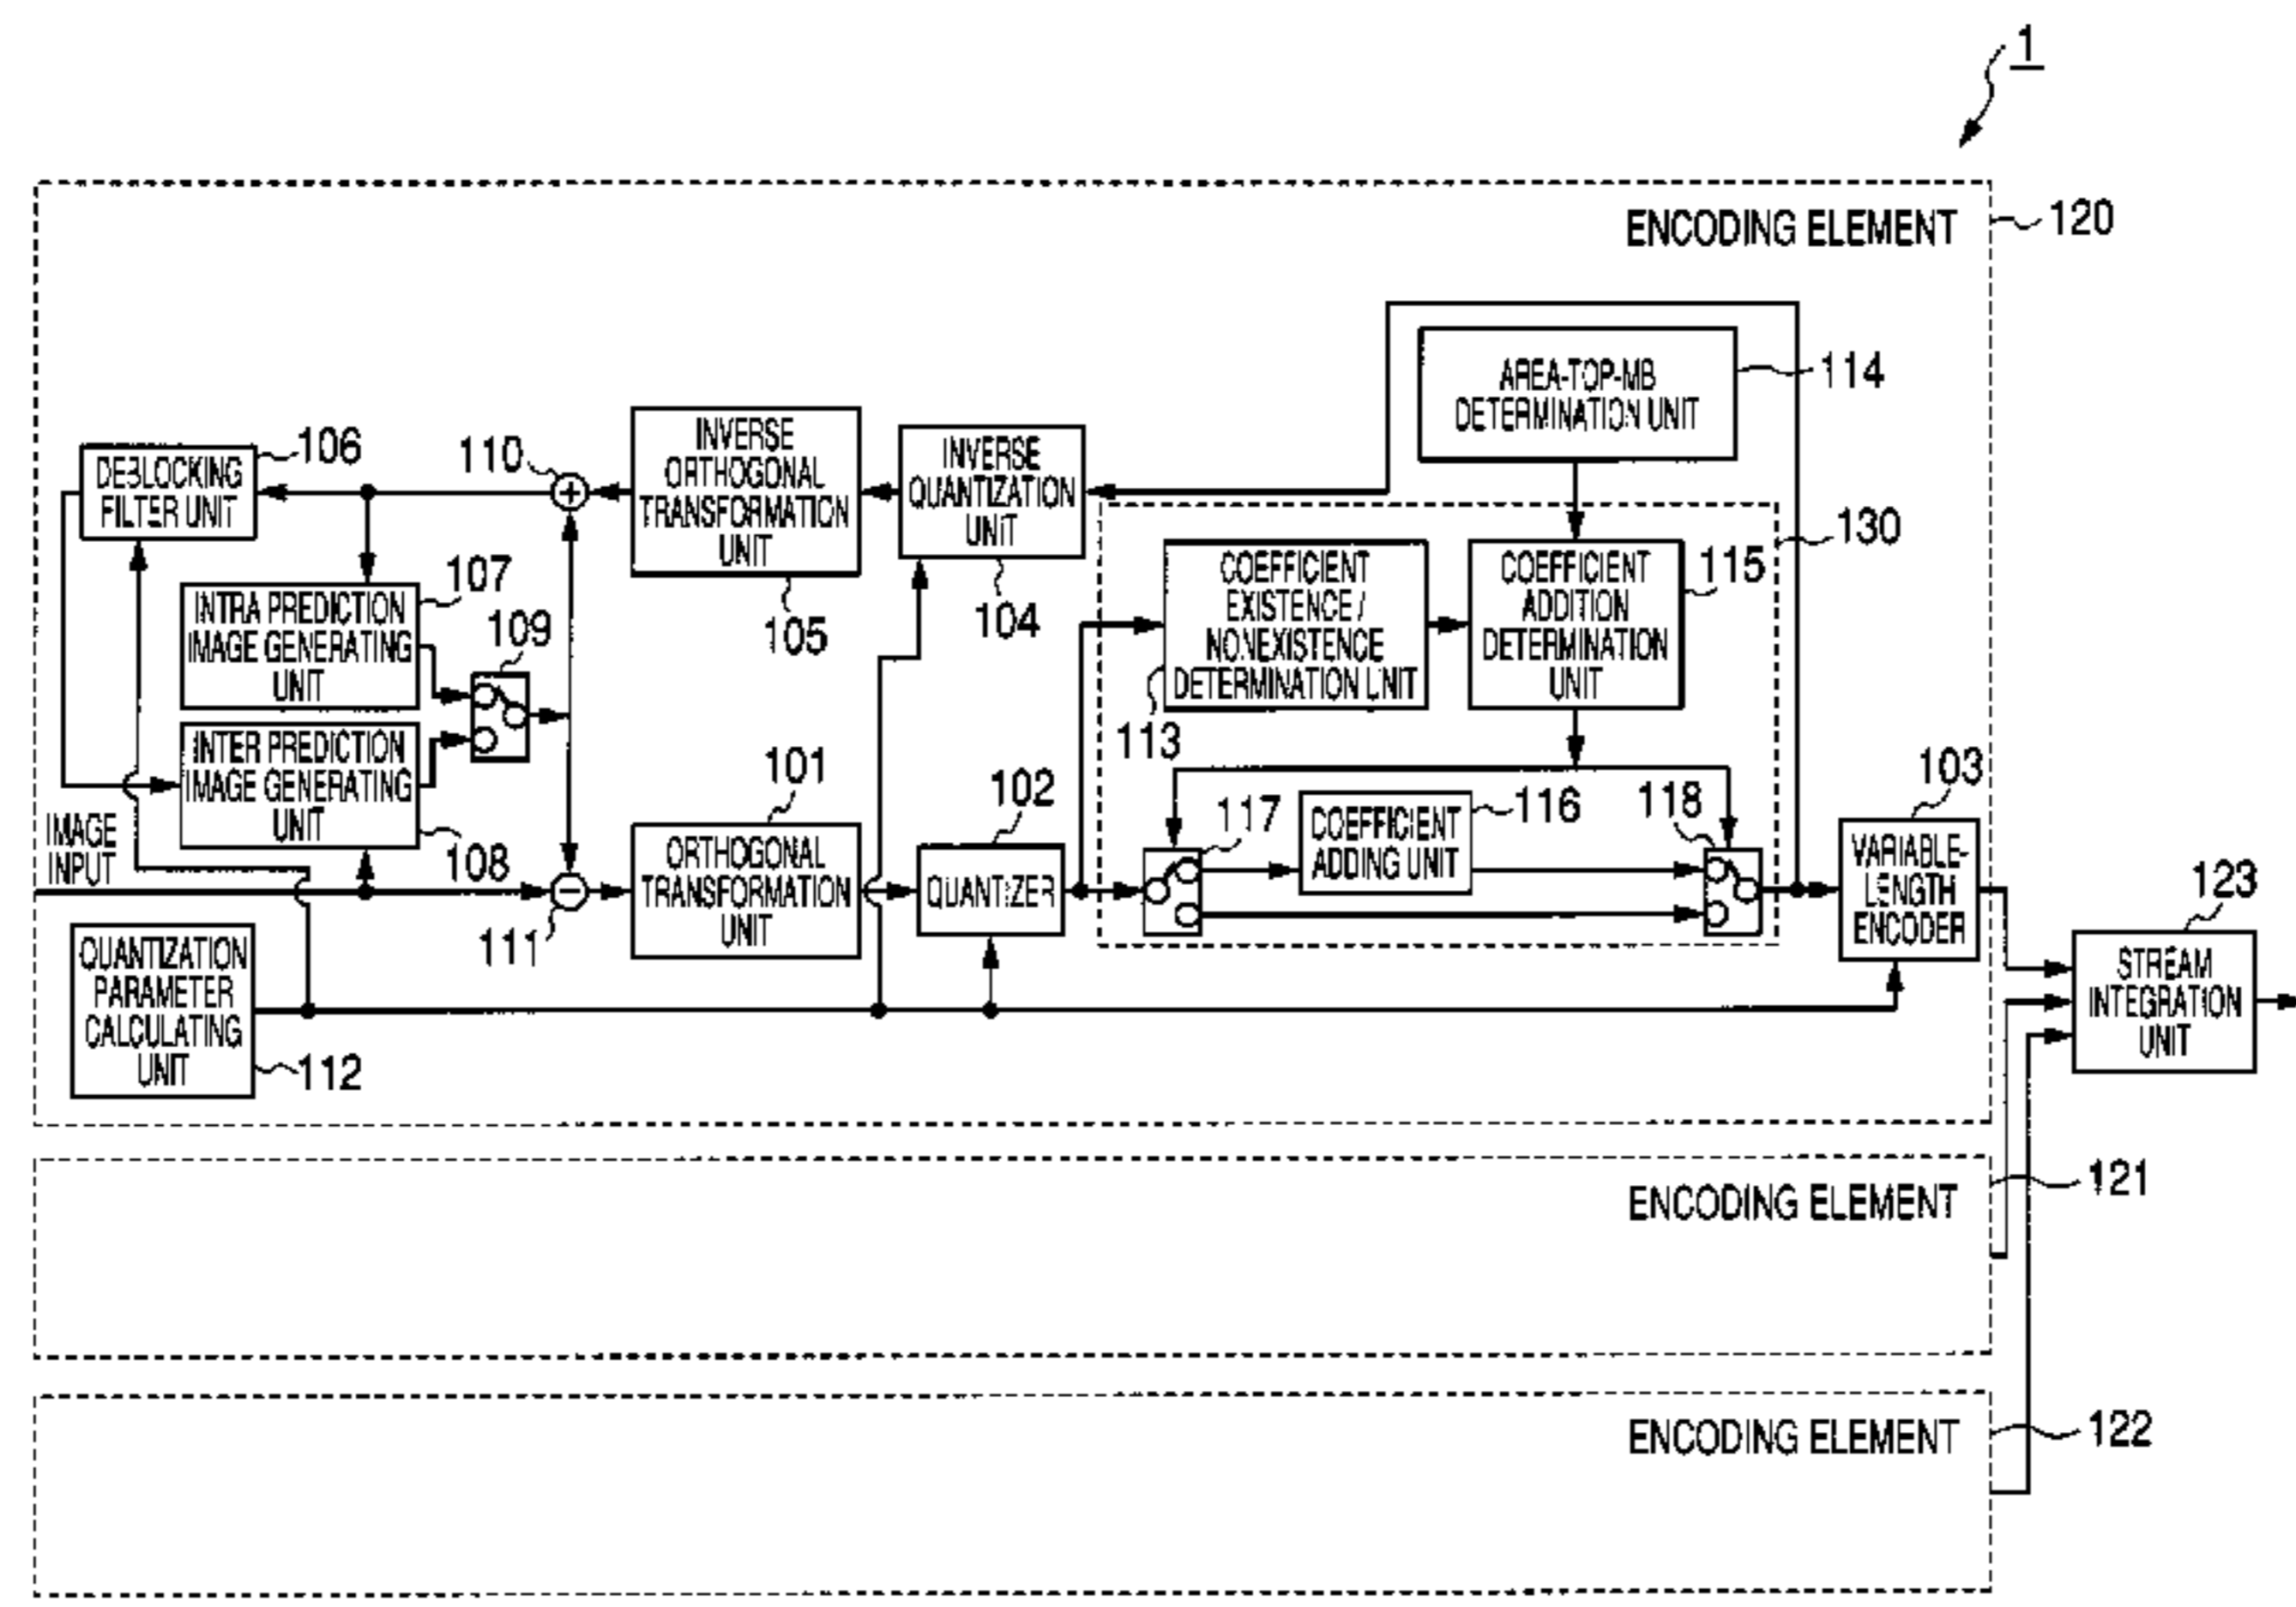 1
ENCODING ELEMENT
120
AREA-TOP-MB
DETERMINATION UNIT
114
DEBLOCKING
FILTER UNIT
106
110
INVERSE
ORTHOGONAL
TRANSFORMATION
UNIT
105
INVERSE
QUANTIZATION
UNIT
104
130
COEFFICIENT
EXISTENCE /
NONEXISTENCE
DETERMINATION UNIT
113
COEFFICIENT
ADDITION
DETERMINATION
UNIT
115
INTRA PREDICTION
IMAGE GENERATING
UNIT
107
109
INTER PREDICTION
IMAGE GENERATING
UNIT
108
IMAGE
INPUT
111
101
ORTHOGONAL
TRANSFORMATION
UNIT
102
QUANTIZER
117
COEFFICIENT
ADDING UNIT
116
118
103
VARIABLE-
LENGTH
ENCODER
123
STREAM
INTEGRATION
UNIT
QUANTIZATION
PARAMETER
CALCULATING
UNIT
112
ENCODING ELEMENT
121
ENCODING ELEMENT
122